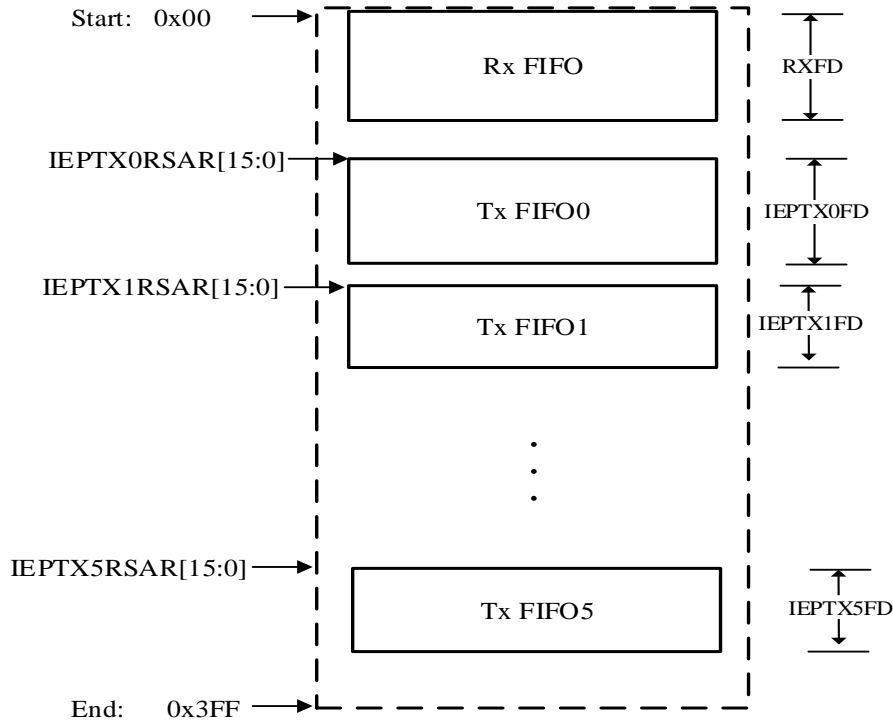 Start: 0x00
Rx FIFO
RXFD
IEPTX0RSAR[15:0]
Tx FIFO0
IEPTX0FD
IEPTX1RSAR[15:0]
Tx FIFO1
IEPTX1FD
IEPTX5RSAR[15:0]
Tx FIFO5
IEPTX5FD
End: 0x3FF